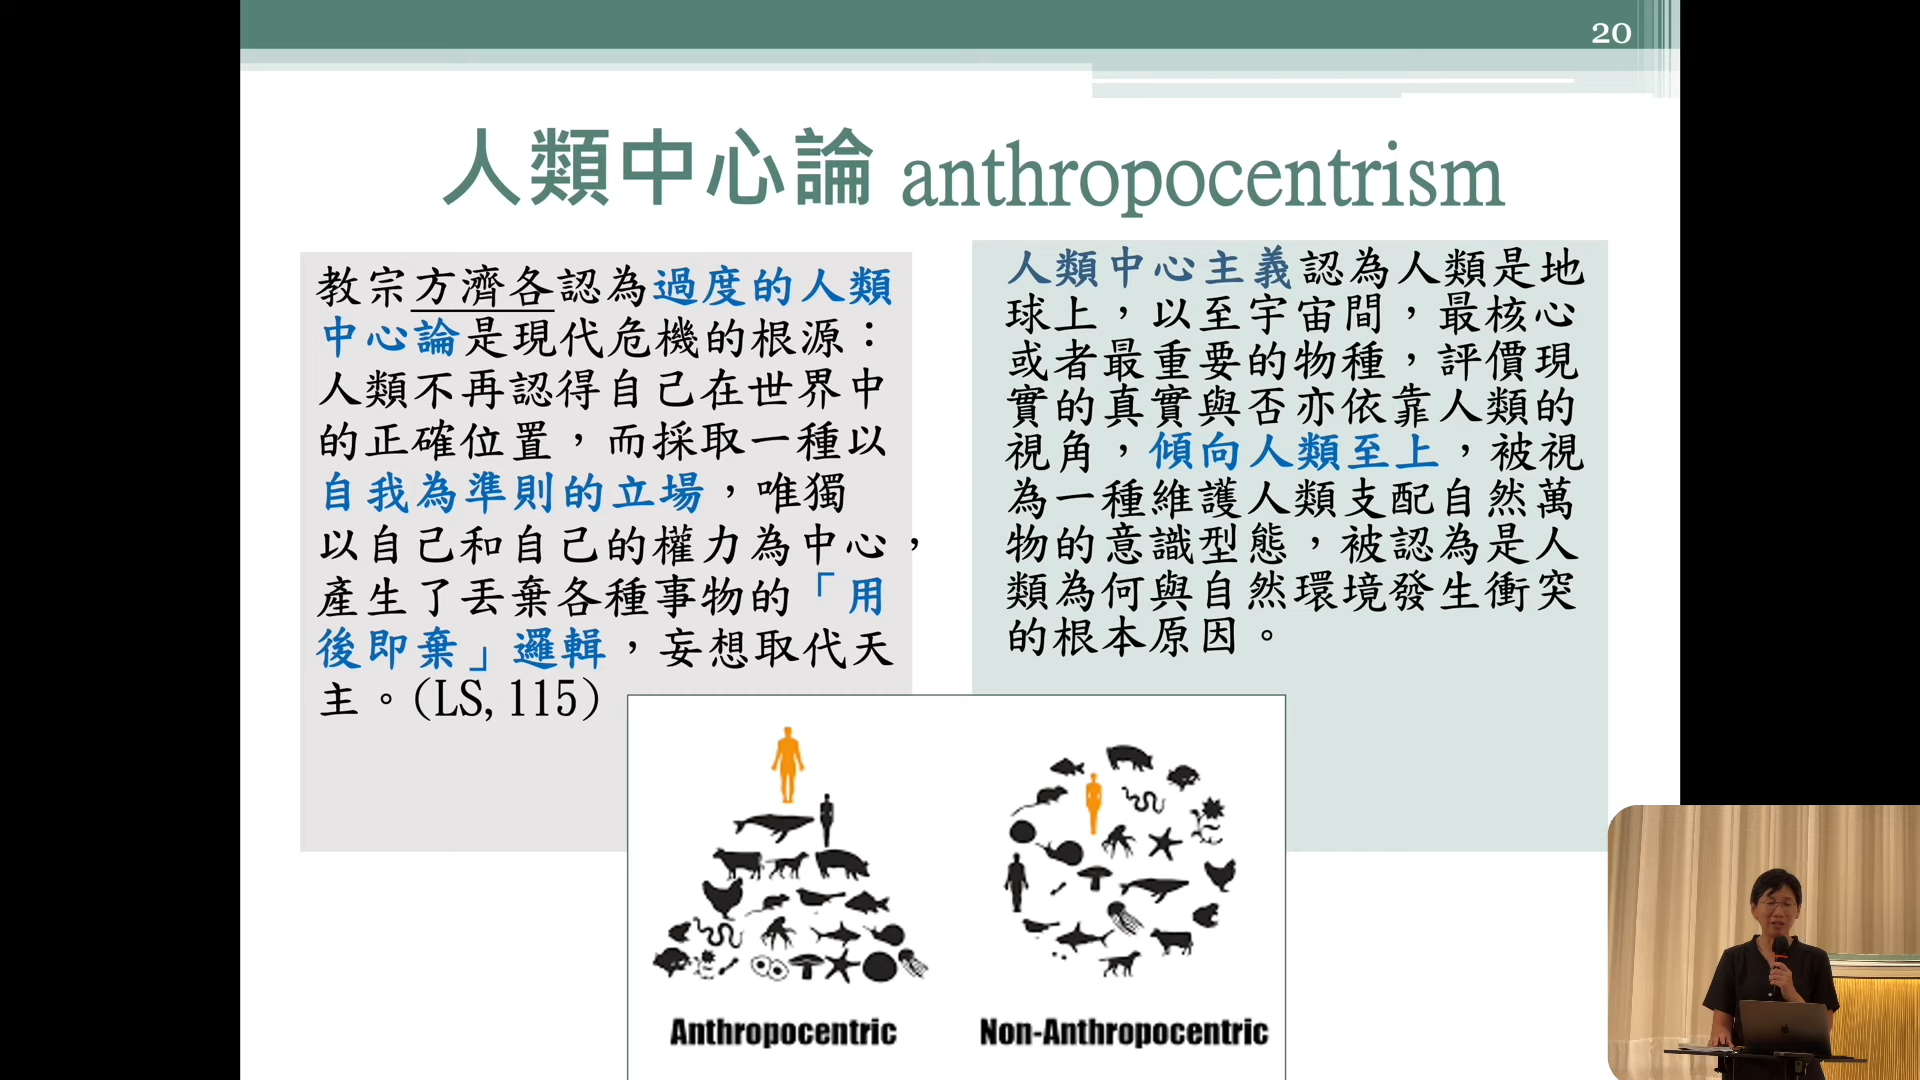 20
人類中心論 anthropocentrism
教宗方濟各認為過度的人類
中心論是現代危機的根源：
人類不再認得自己在世界中
的正確位置，而採取一種以
自我為準則的立場，唯獨
以自己和自己的權力為中心，
產生了丟棄各種事物的「用
後即棄」邏輯，妄想取代天
主。(LS, 115)
人類中心主義認為人類是地
球上，以至宇宙間，最核心
或者最重要的物種，評價現
實的真實與否亦依靠人類的
視角，傾向人類至上，被視
為一種維護人類支配自然萬
物的意識型態，被認為是人
類為何與自然環境發生衝突
的根本原因。
Anthropocentric
Non-Anthropocentric